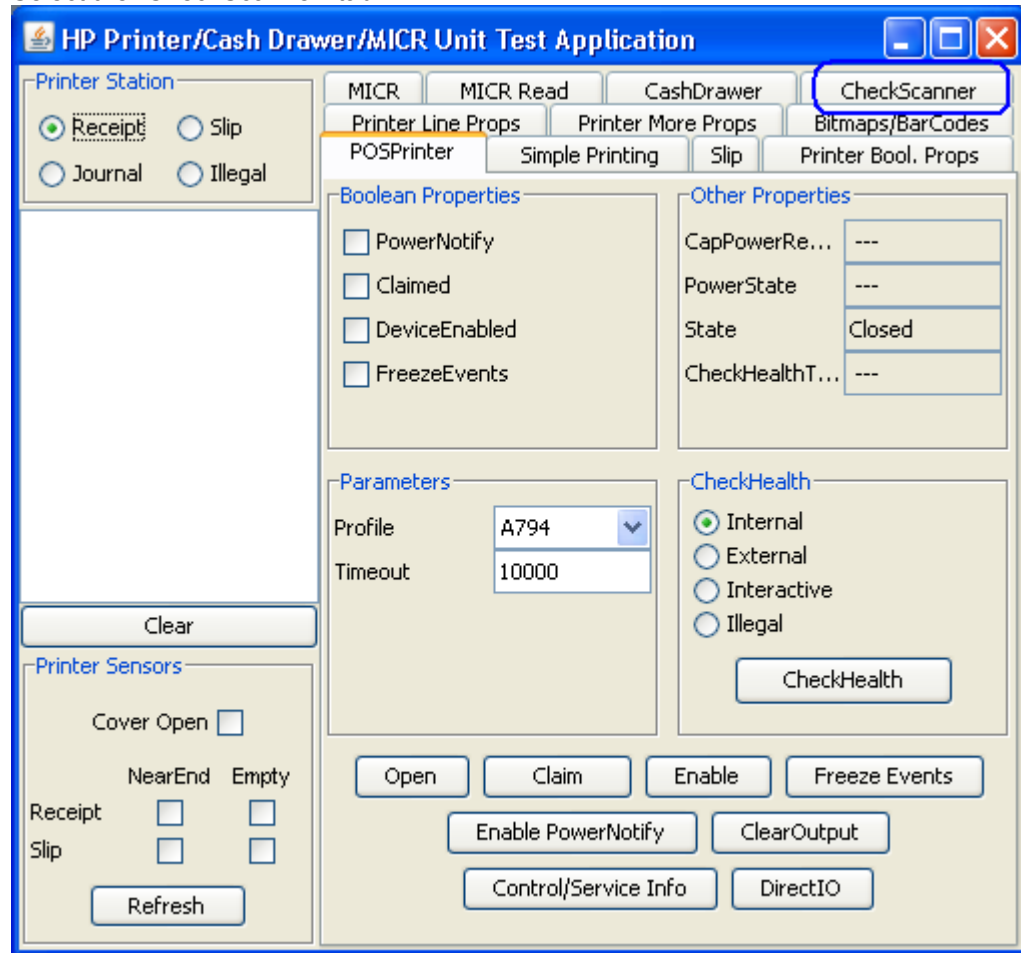 HP Printer/Cash Drawer/MICR Unit Test Application
Printer Station
Receipt Slip
Journal Illegal
MICR MICR Read CashDrawer CheckScanner
Printer Line Props Printer More Props Bitmaps/BarCodes
POSPrinter Simple Printing Slip Printer Bool. Props
Boolean Properties
PowerNotify
Claimed
DeviceEnabled
FreezeEvents
Other Properties
CapPowerRe... ---
PowerState ---
State Closed
CheckHealthT... ---
Parameters
Profile A794
Timeout 10000
CheckHealth
Internal
External
Interactive
Illegal
CheckHealth
Clear
Printer Sensors
Cover Open
NearEnd Empty
Receipt
Slip
Refresh
Open Claim Enable Freeze Events
Enable PowerNotify ClearOutput
Control/Service Info DirectIO